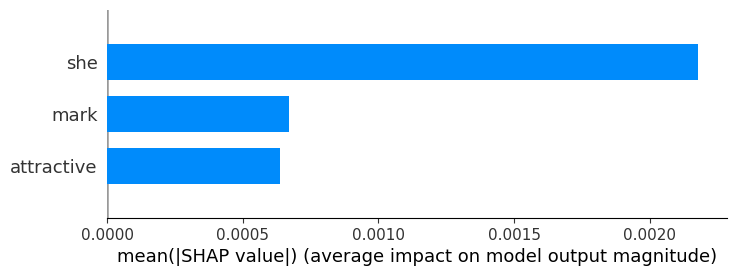 she
mark
attractive
0.0000 0.0005 0.0010 0.0015 0.0020
mean(|SHAP value|) (average impact on model output magnitude)